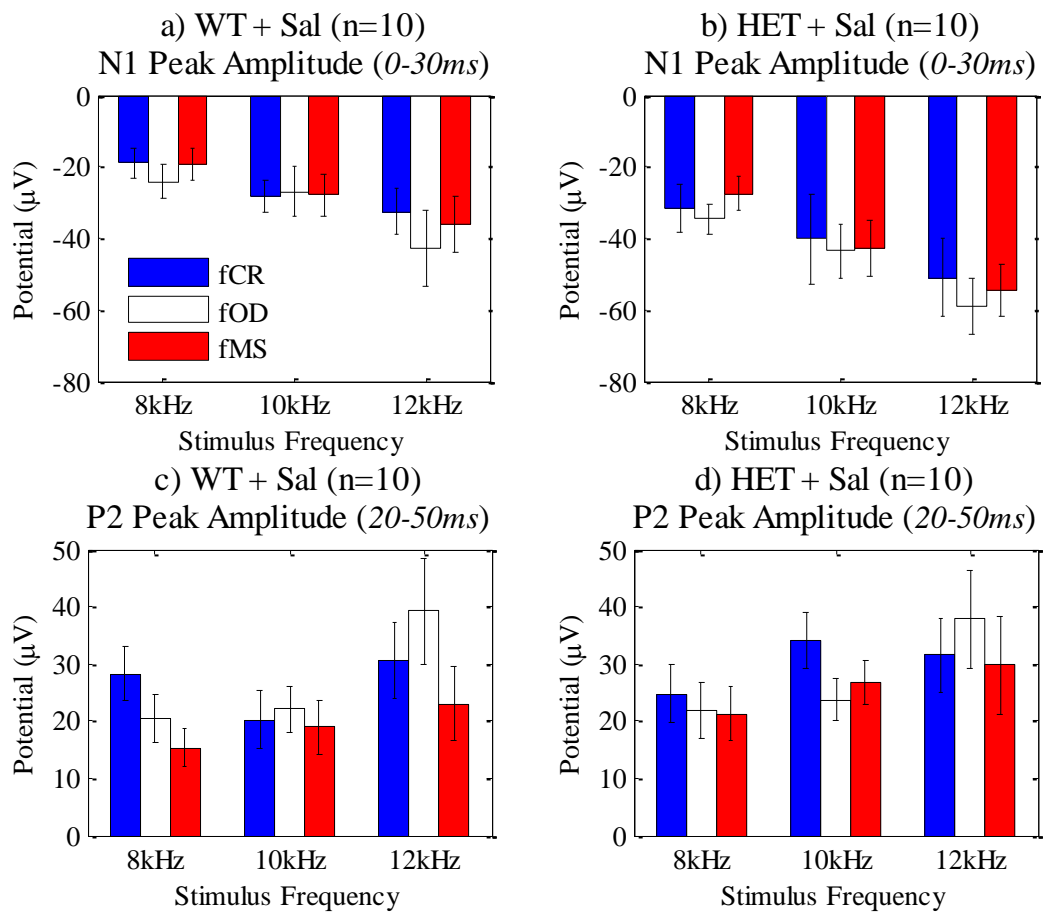 a) WT + Sal (n=10)
N1 Peak Amplitude (0-30ms)
0
-20
-40
-60
-80
Potential (µV)
fCR
fOD
fMS
8kHz 10kHz 12kHz
Stimulus Frequency
b) HET + Sal (n=10)
N1 Peak Amplitude (0-30ms)
0
-20
-40
-60
-80
Potential (µV)
8kHz 10kHz 12kHz
Stimulus Frequency
c) WT + Sal (n=10)
P2 Peak Amplitude (20-50ms)
50
40
30
20
10
0
Potential (µV)
8kHz 10kHz 12kHz
Stimulus Frequency
d) HET + Sal (n=10)
P2 Peak Amplitude (20-50ms)
50
40
30
20
10
0
Potential (µV)
8kHz 10kHz 12kHz
Stimulus Frequency